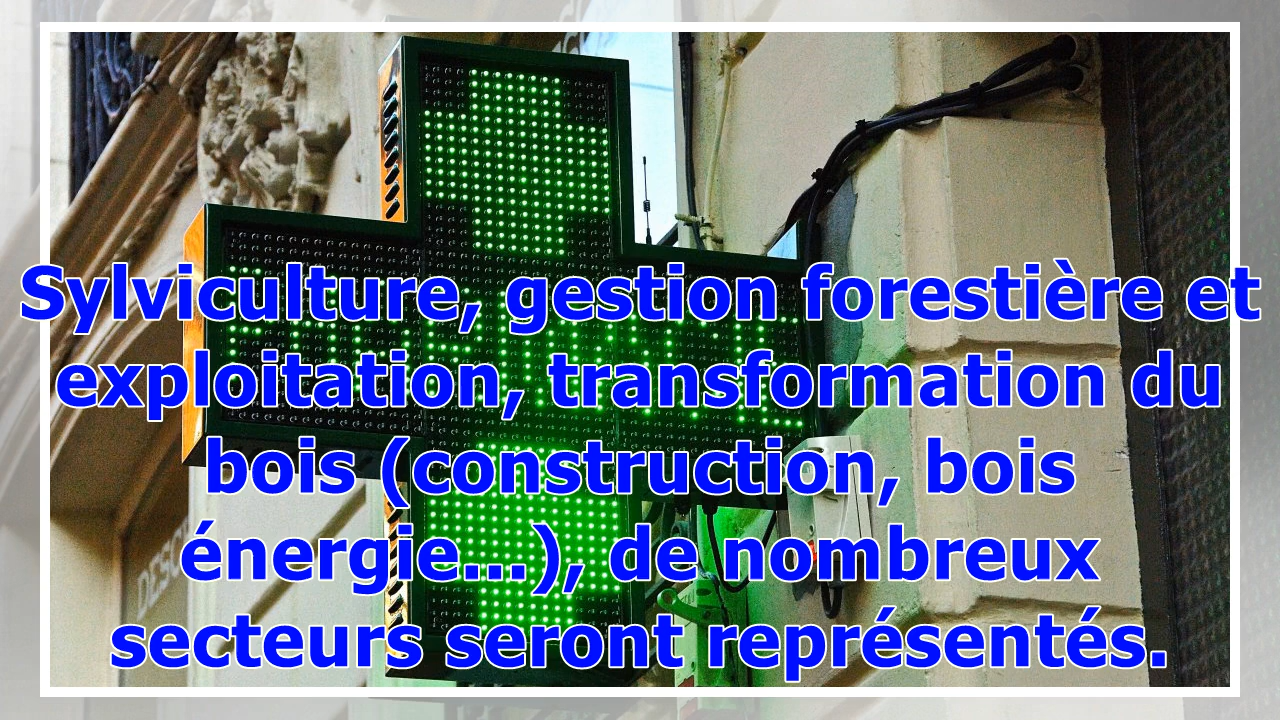 Sylviculture, gestion forestière et
exploitation, transformation du
bois (construction, bois
énergie...), de nombreux
secteurs seront représentés.